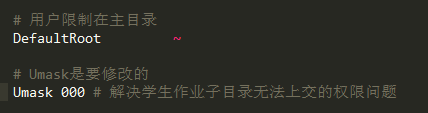 # 用户限制在主目录
DefaultRoot ~
# Umask是要修改的
Umask 000 # 解决学生作业子目录无法上交的权限问题